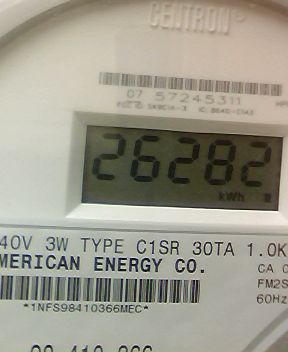 CENTRON®
07 57245311
26282
kWh
40V 3W TYPE C1SR 30TA 1.0K
MERICAN ENERGY CO.
CA 0
FM2S
60Hz
*1NFS98410366MEC*